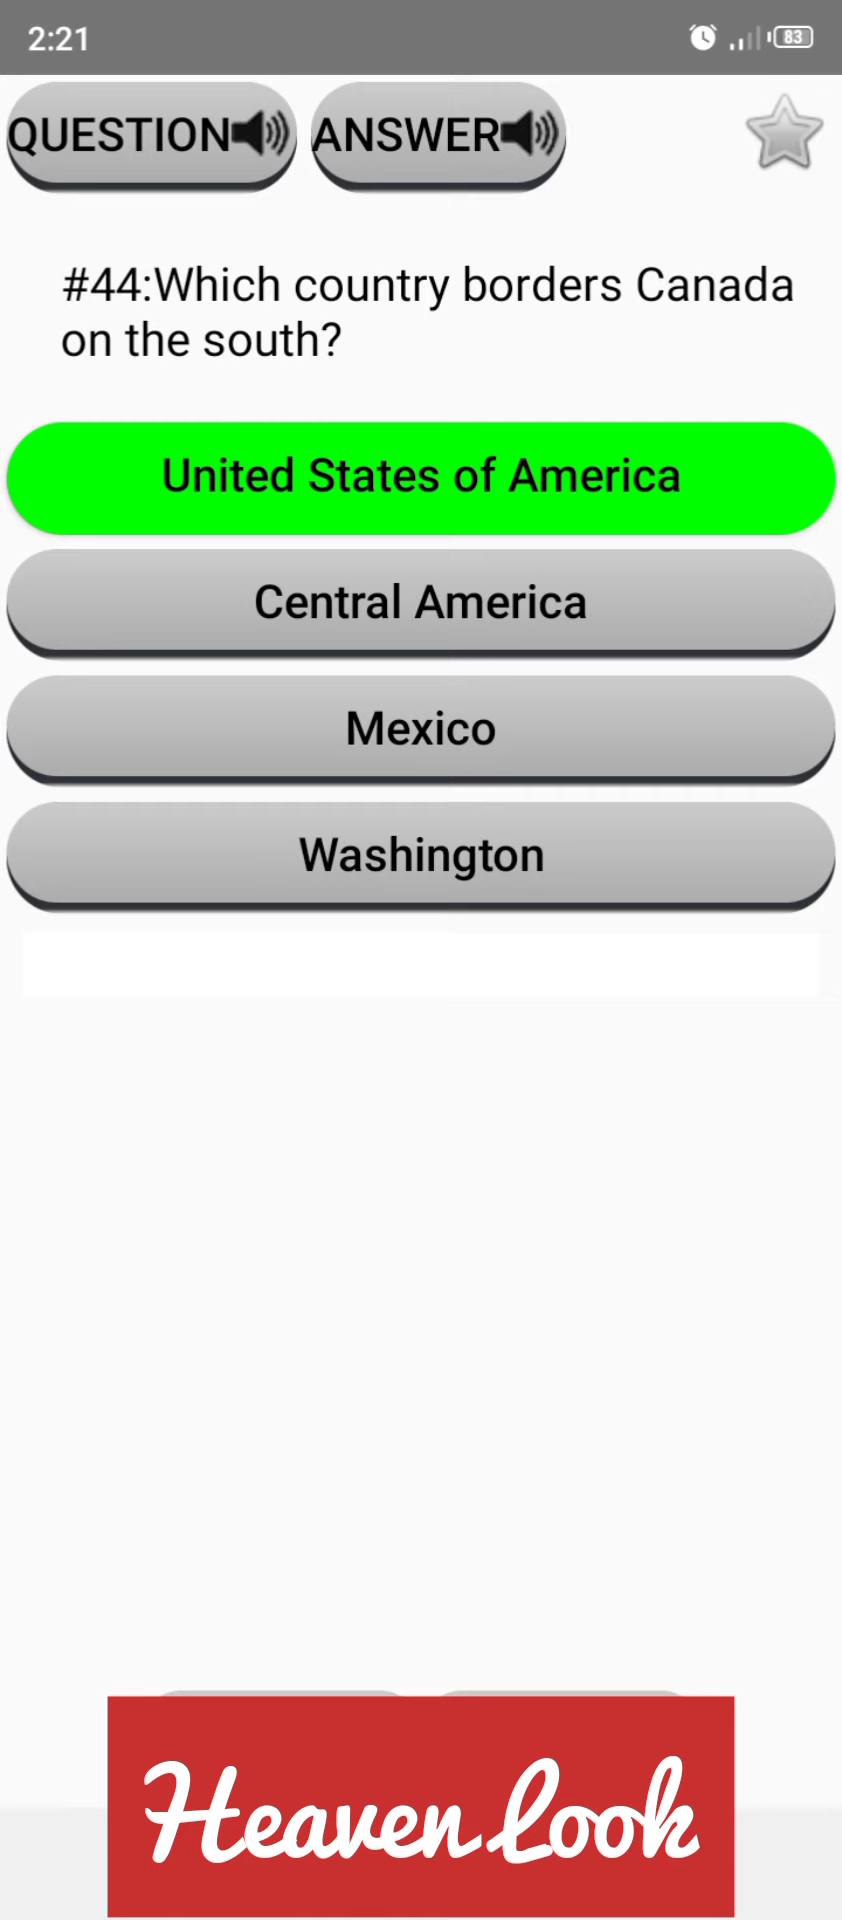 2:21
83
QUESTION
ANSWER
#44:Which country borders Canada
on the south?
United States of America
Central America
Mexico
Washington
Heaven Look